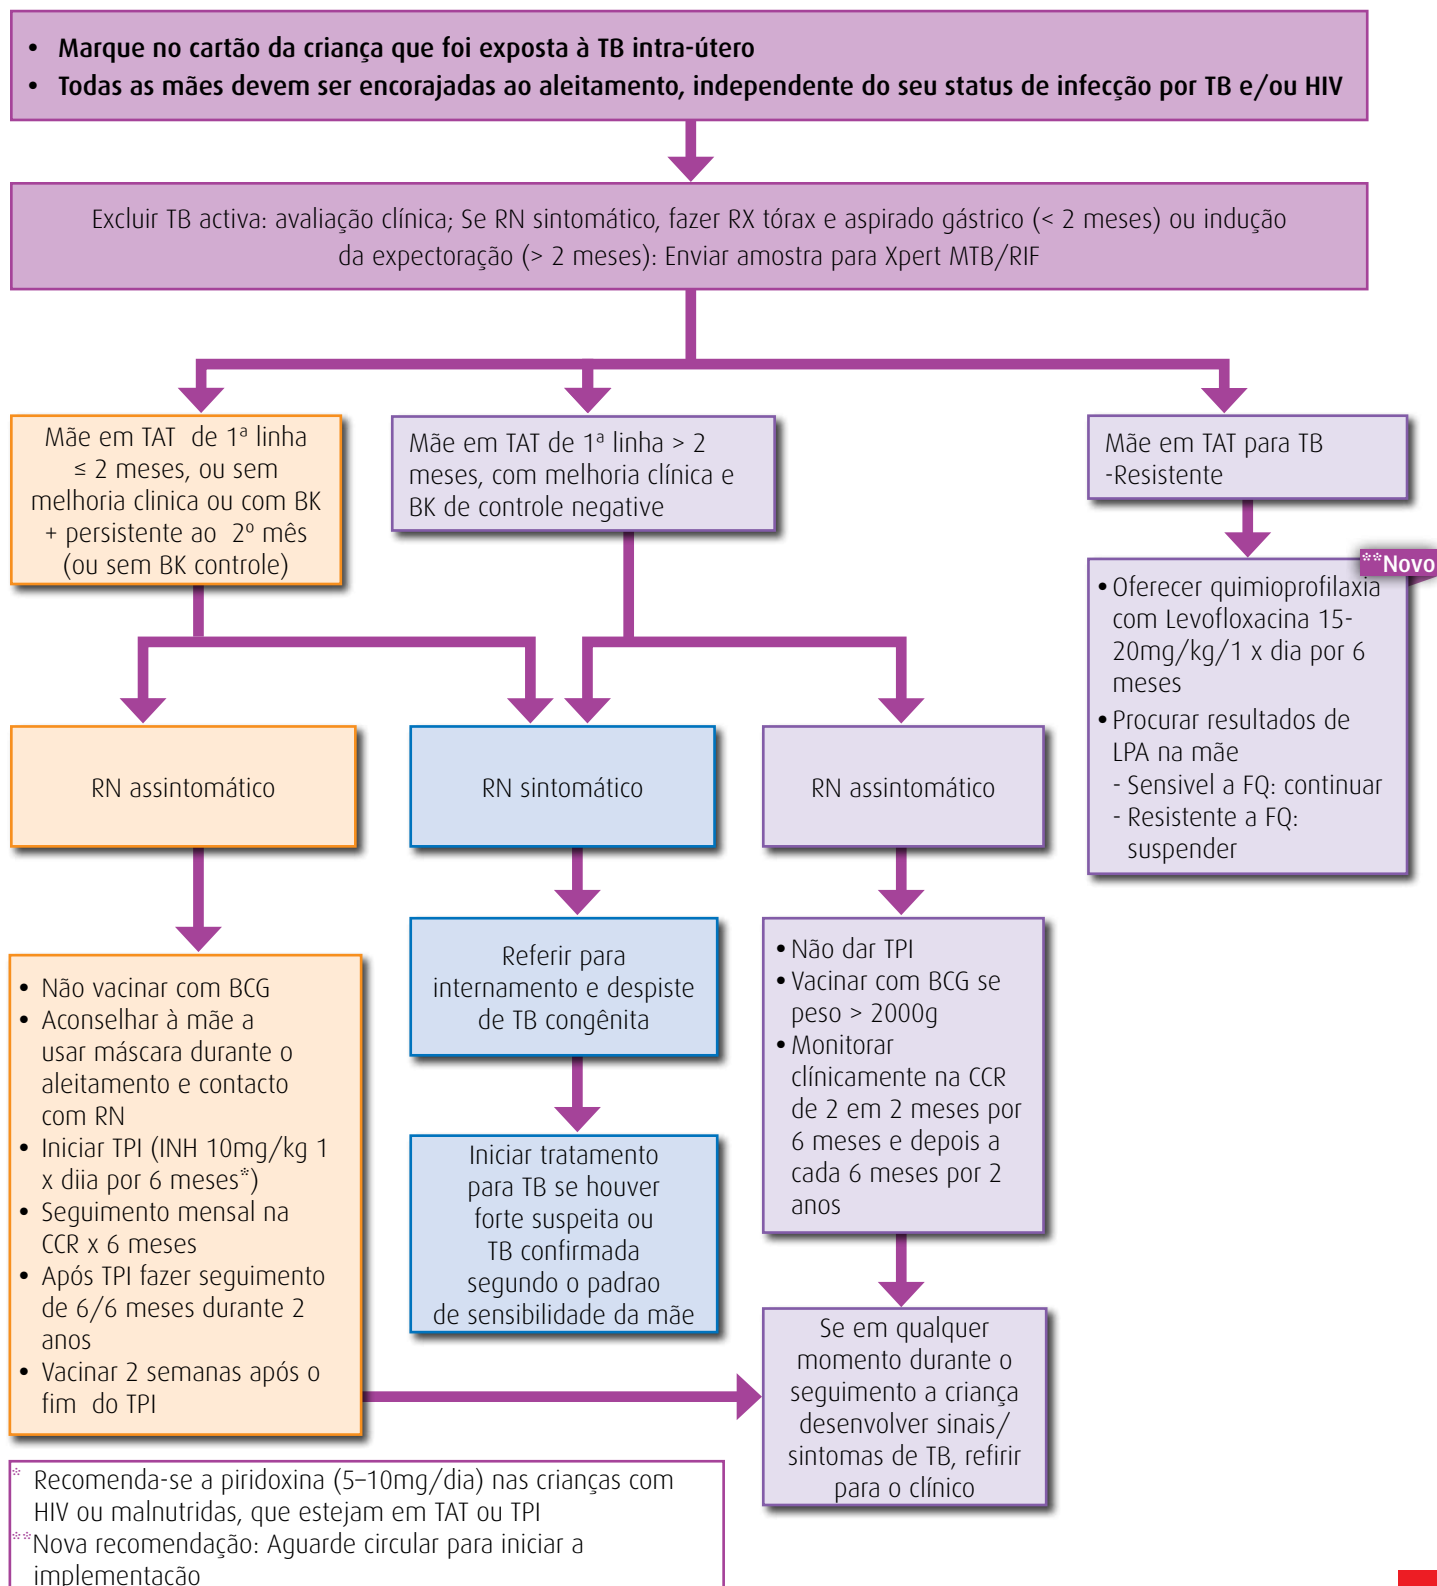 • Marque no cartão da criança que foi exposta à TB intra-útero
• Todas as mães devem ser encorajadas ao aleitamento, independente do seu status de infecção por TB e/ou HIV
Excluir TB activa: avaliação clínica; Se RN sintomático, fazer RX tórax e aspirado gástrico (< 2 meses) ou indução
da expectoração (> 2 meses): Enviar amostra para Xpert MTB/RIF
Mãe em TAT de 1ª linha
≤ 2 meses, ou sem
melhoria clinica ou com BK
+ persistente ao 2º mês
(ou sem BK controle)
Mãe em TAT de 1ª linha > 2
meses, com melhoria clínica e
BK de controle negative
Mãe em TAT para TB
-Resistente
**Novo
• Oferecer quimioprofilaxia
com Levofloxacina 15-
20mg/kg/1 x dia por 6
meses
• Procurar resultados de
LPA na mãe
- Sensivel a FQ: continuar
- Resistente a FQ:
suspender
RN assintomático
RN sintomático
RN assintomático
• Não vacinar com BCG
• Aconselhar à mãe a
usar máscara durante o
aleitamento e contacto
com RN
• Iniciar TPI (INH 10mg/kg 1
x diia por 6 meses*)
• Seguimento mensal na
CCR x 6 meses
• Após TPI fazer seguimento
de 6/6 meses durante 2
anos
• Vacinar 2 semanas após o
fim do TPI
Referir para
internamento e despiste
de TB congênita
Iniciar tratamento
para TB se houver
forte suspeita ou
TB confirmada
segundo o padrao
de sensibilidade da mãe
• Não dar TPI
• Vacinar com BCG se
peso > 2000g
• Monitorar
clínicamente na CCR
de 2 em 2 meses por
6 meses e depois a
cada 6 meses por 2
anos
Se em qualquer
momento durante o
seguimento a criança
desenvolver sinais/
sintomas de TB, refirir
para o clínico
* Recomenda-se a piridoxina (5–10mg/dia) nas crianças com
HIV ou malnutridas, que estejam em TAT ou TPI
**Nova recomendação: Aguarde circular para iniciar a
implementação